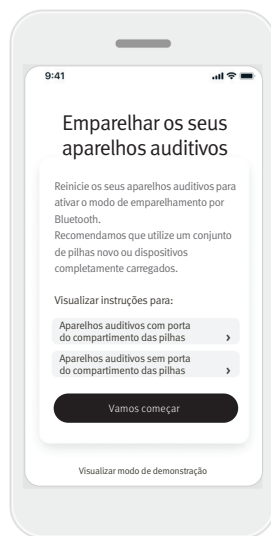 9:41
Emparelhar os seus
aparelhos auditivos
Reinicie os seus aparelhos auditivos para
ativar o modo de emparelhamento por
Bluetooth.
Recomendamos que utilize um conjunto
de pilhas novo ou dispositivos
completamente carregados.
Visualizar instruções para:
Aparelhos auditivos com porta
do compartimento das pilhas
Aparelhos auditivos sem porta
do compartimento das pilhas
Vamos começar
Visualizar modo de demonstração